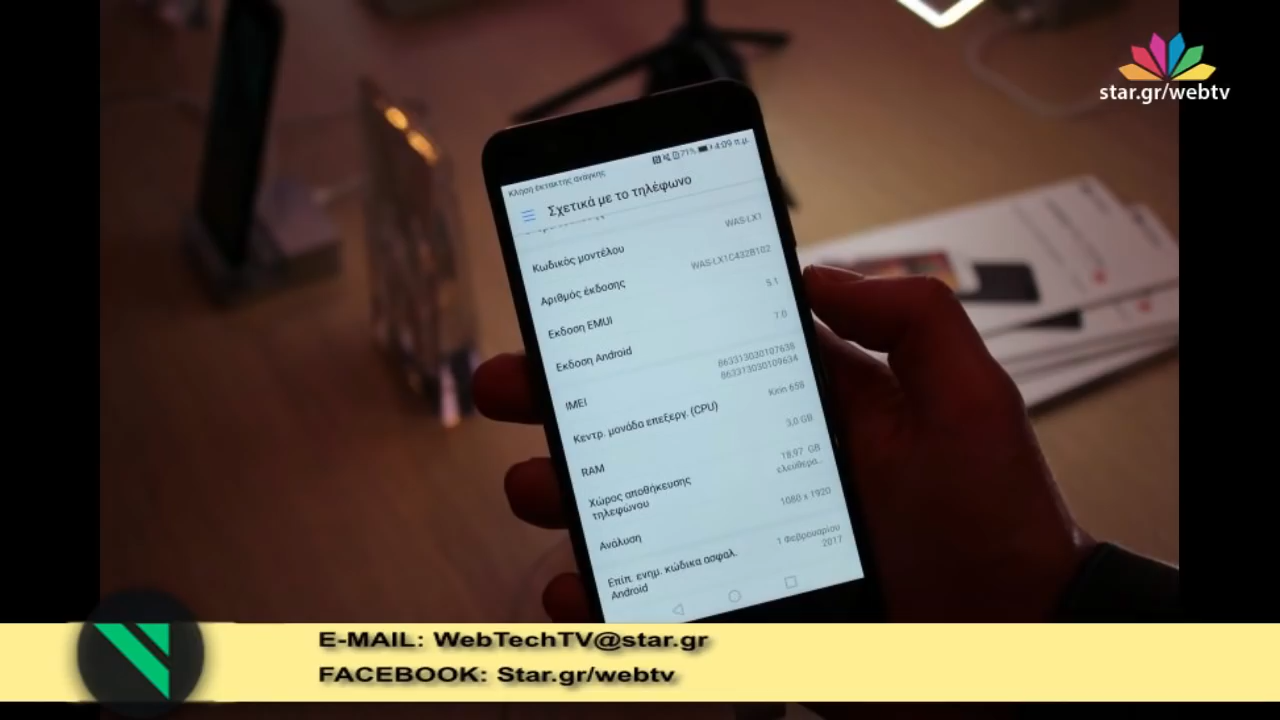 star.gr/webtv
Κλήση έκτακτης ανάγκης
71% 4:09 π.μ.
Σχετικά με το τηλέφωνο
Κωδικός μοντέλου WAS-LX1
Αριθμός έκδοσης WAS-LX1C432B102
Έκδοση EMUI 5.1
Έκδοση Android 7.0
IMEI 863313030107638
863313030109634
Κεντρ. μονάδα επεξεργ. (CPU) Kirin 658
RAM 3,0 GB
Χώρος αποθήκευσης 18,97 GB
τηλεφώνου ελεύθερα...
Ανάλυση 1080 x 1920
Επίπ. ενημ. κώδικα ασφαλ. 1 Φεβρουαρίου
Android 2017
E-MAIL: WebTechTV@star.gr
FACEBOOK: Star.gr/webtv